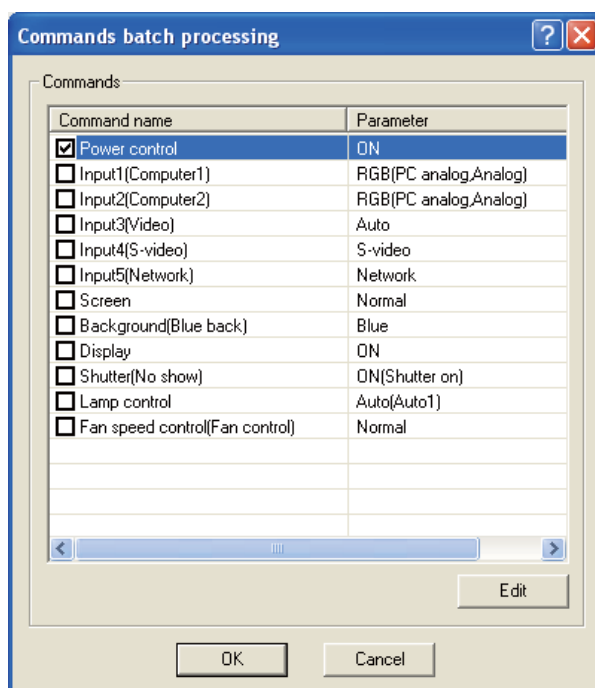 Commands batch processing
Commands
Command name Parameter
Power control ON
Input1(Computer1) RGB(PC analog,Analog)
Input2(Computer2) RGB(PC analog,Analog)
Input3(Video) Auto
Input4(S-video) S-video
Input5(Network) Network
Screen Normal
Background(Blue back) Blue
Display ON
Shutter(No show) ON(Shutter on)
Lamp control Auto(Auto1)
Fan speed control(Fan control) Normal
Edit
OK Cancel